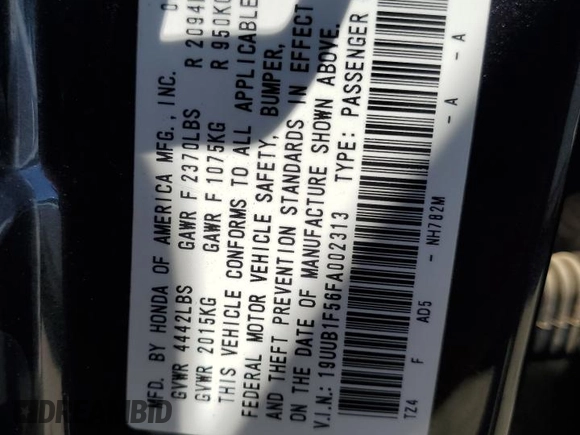 MFD. BY HONDA OF AMERICA MFG., INC.
GVWR 4442LBS GAWR F 2370LBS R 2094
GVWR 2015KG GAWR F 1075KG R 950KG
THIS VEHICLE CONFORMS TO ALL APPLICABLE
FEDERAL MOTOR VEHICLE SAFETY, BUMPER,
AND THEFT PREVENTION STANDARDS IN EFFECT
ON THE DATE OF MANUFACTURE SHOWN ABOVE.
V.I.N.: 19UUB1F56FA002313 TYPE: PASSENGER
TZ4 F AD5 - NH782M - A - A
CIDREAMBID